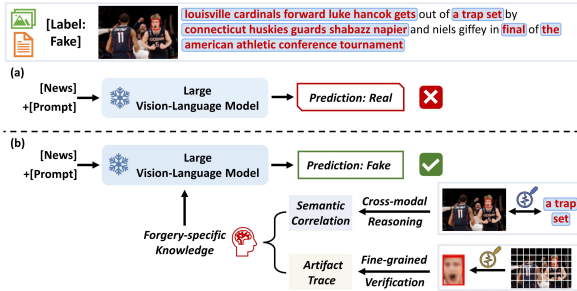 [Label: Fake]
louisville cardinals forward luke hancok gets out of a trap set by
connecticut huskies guards shabazz napier and niels giffey in final of the
american athletic conference tournament
(a)
[News]
+[Prompt]
Large
Vision-Language Model
Prediction: Real
(b)
[News]
+[Prompt]
Large
Vision-Language Model
Prediction: Fake
Forgery-specific
Knowledge
Semantic
Correlation
Cross-modal
Reasoning
a trap
set
Artifact
Trace
Fine-grained
Verification